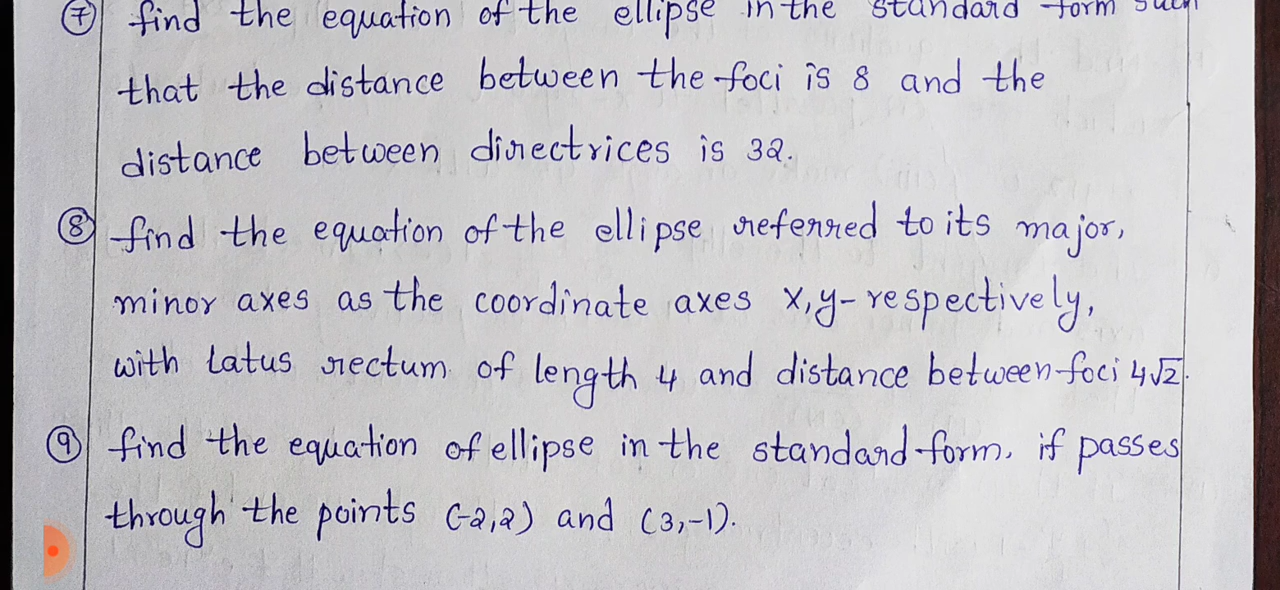 ⑦ find the equation of the ellipse in the standard form such
that the distance between the foci is 8 and the
distance between directrices is 32.
⑧ find the equation of the ellipse referred to its major,
minor axes as the coordinate axes x,y-respectively,
with latus rectum of length 4 and distance between foci 4√2.
⑨ find the equation of ellipse in the standard form, if passes
through the points (-2,2) and (3,-1).